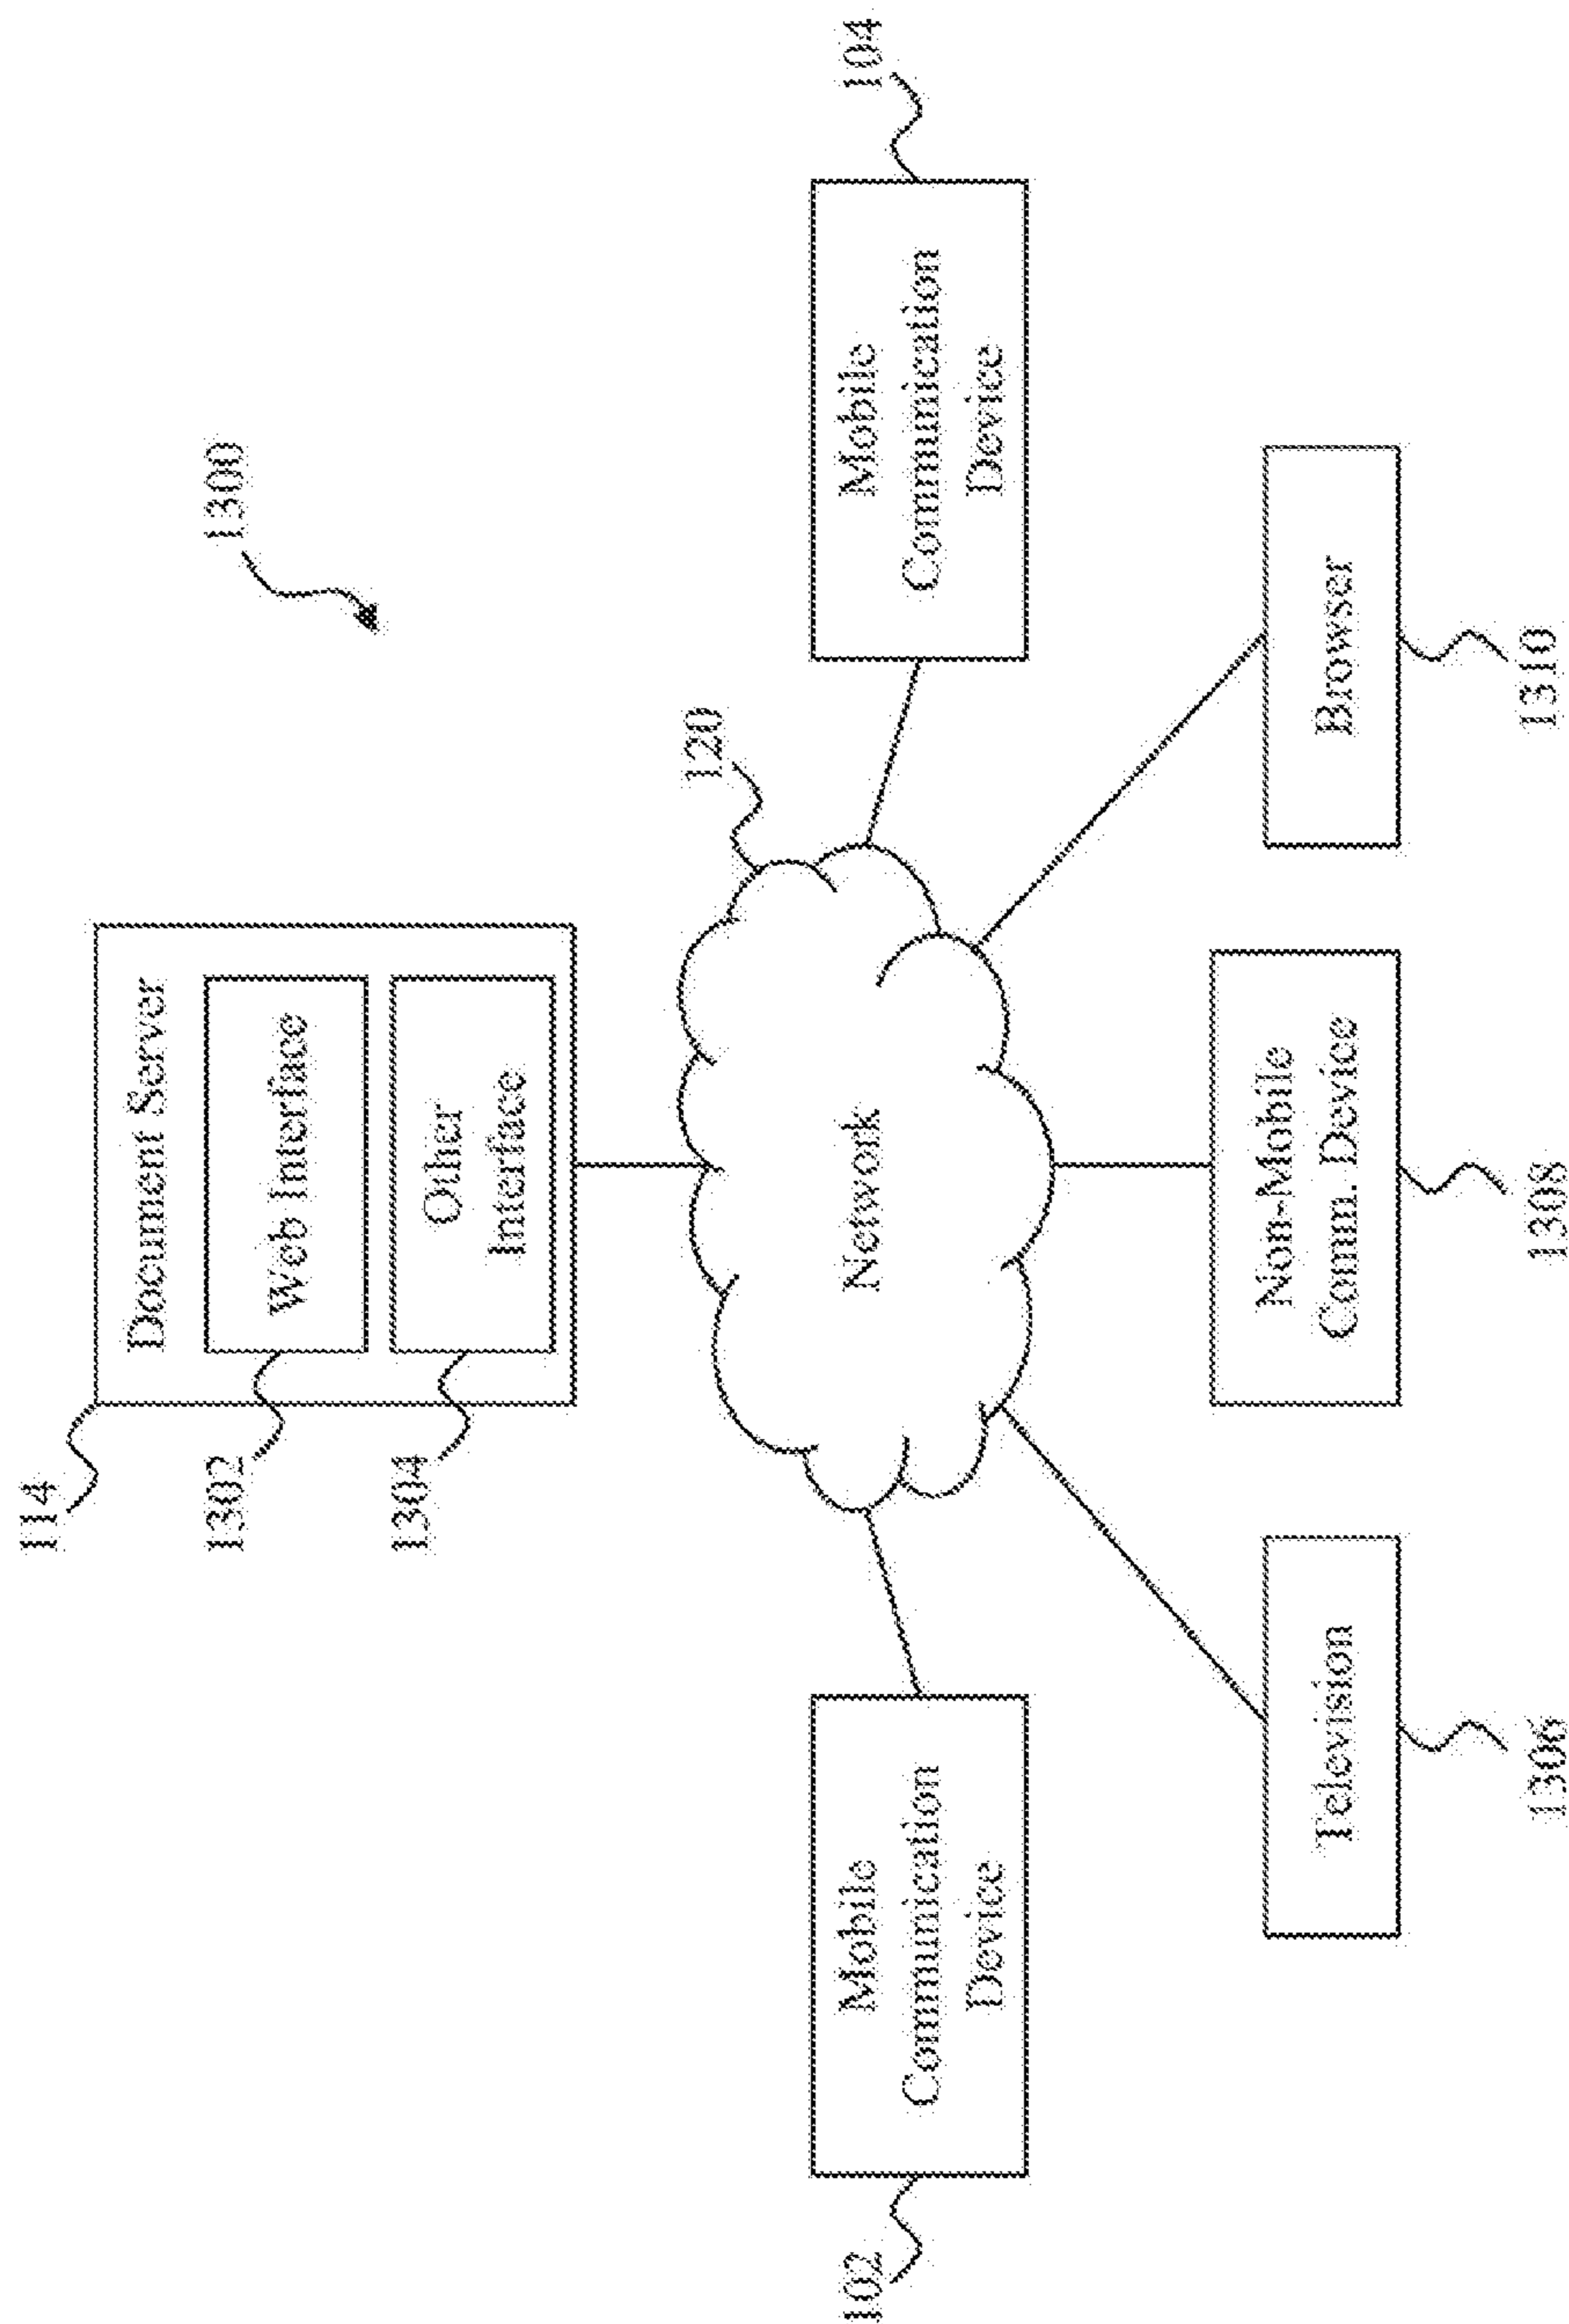 1300
114
Document Server
1302
Web Interface
1304
Other
Interface
120
Network
102
Mobile
Communication
Device
104
Mobile
Communication
Device
Television
1306
Non-Mobile
Comm. Device
1308
Browser
1310